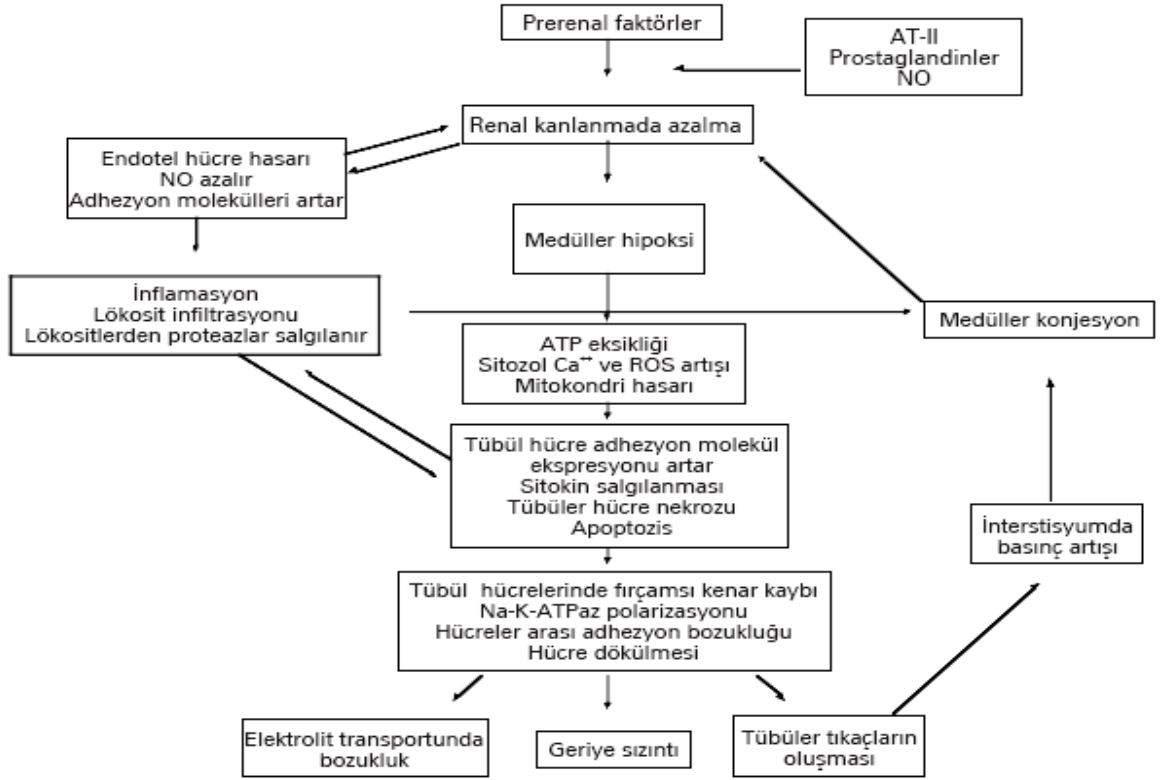 Prerenal faktörler
AT-II
Prostaglandinler
NO
Renal kanlanmada azalma
Endotel hücre hasarı
NO azalır
Adhezyon molekülleri artar
Medüller hipoksi
İnflamasyon
Lökosit infiltrasyonu
Lökositlerden proteazlar salgılanır
Medüller konjesyon
ATP eksikliği
Sitozol Ca⁺⁺ ve ROS artışı
Mitokondri hasarı
Tübül hücre adhezyon molekül
ekspresyonu artar
Sitokin salgılanması
Tübüler hücre nekrozu
Apoptozis
İnterstisyumda
basınç artışı
Tübül hücrelerinde fırçamsı kenar kaybı
Na-K-ATPaz polarizasyonu
Hücreler arası adhezyon bozukluğu
Hücre dökülmesi
Elektrolit transportunda
bozukluk
Geriye sızıntı
Tübüler tıkaçların
oluşması